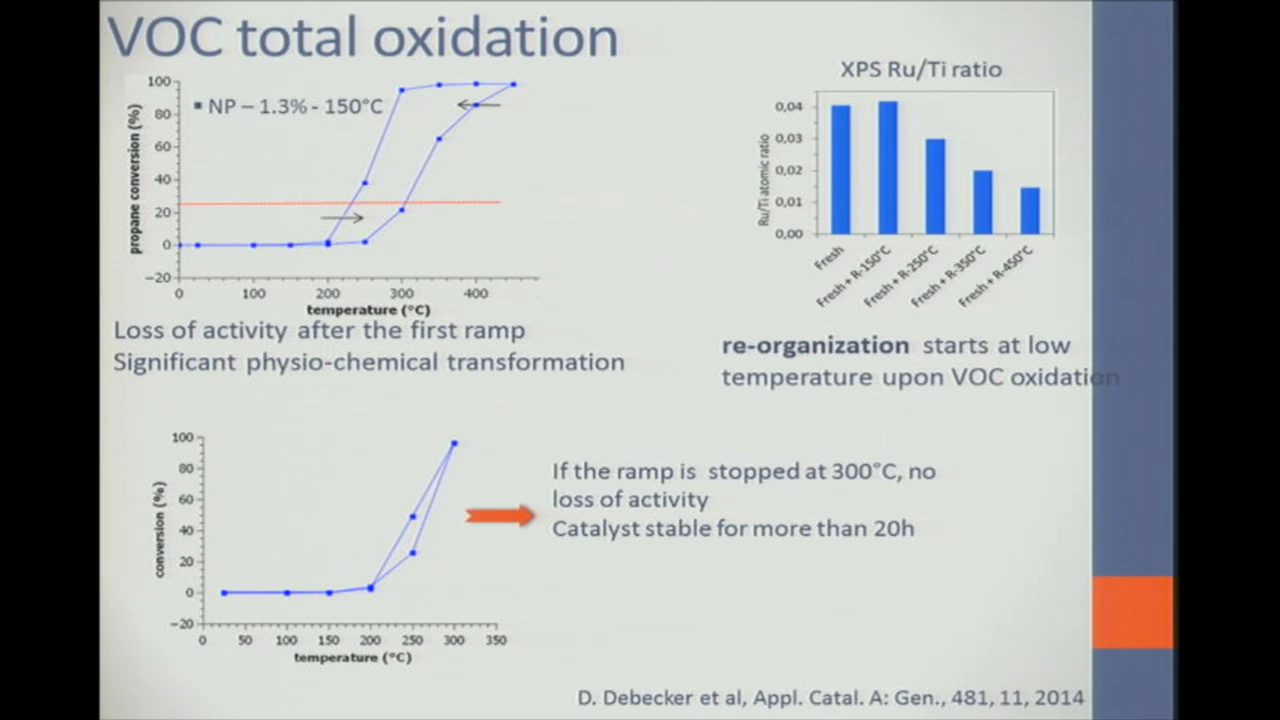 VOC total oxidation
100
80
60
40
20
0
−20
propane conversion (%)
NP – 1.3% - 150°C
0 100 200 300 400
temperature (°C)
Loss of activity after the first ramp
Significant physio-chemical transformation
XPS Ru/Ti ratio
0,04
0,03
0,02
0,01
0,00
Ru/Ti atomic ratio
Fresh
Fresh + R-150°C
Fresh + R-250°C
Fresh + R-350°C
Fresh + R-450°C
re-organization starts at low
temperature upon VOC oxidation
100
80
60
40
20
0
−20
conversion (%)
0 50 100 150 200 250 300 350
temperature (°C)
If the ramp is stopped at 300°C, no
loss of activity
Catalyst stable for more than 20h
D. Debecker et al, Appl. Catal. A: Gen., 481, 11, 2014